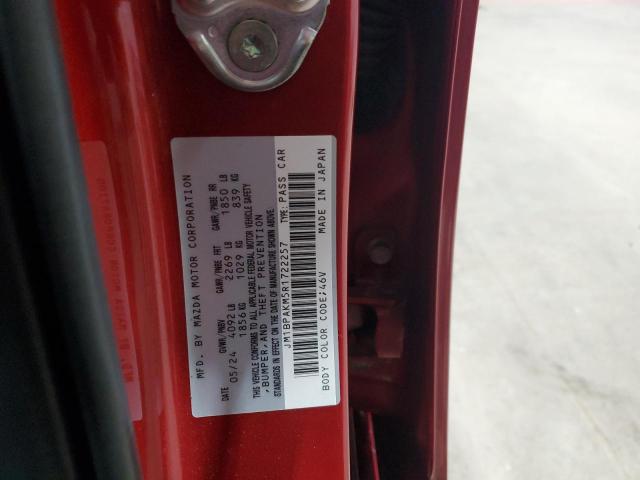 MFD. BY MAZDA MOTOR CORPORATION
DATE GVWR/PNBV GAWR/PNBE FRT GAWR/PNBE RR
05/24 4092 LB 2269 LB 1850 LB
1856 KG 1029 KG 839 KG
THIS VEHICLE CONFORMS TO ALL APPLICABLE FEDERAL MOTOR VEHICLE SAFETY
,BUMPER,AND THEFT PREVENTION
STANDARDS IN EFFECT ON THE DATE OF MANUFACTURE SHOWN ABOVE.
JM1BPAKM5R1722257 TYPE: PASS CAR
BODY COLOR CODE:46V MADE IN JAPAN